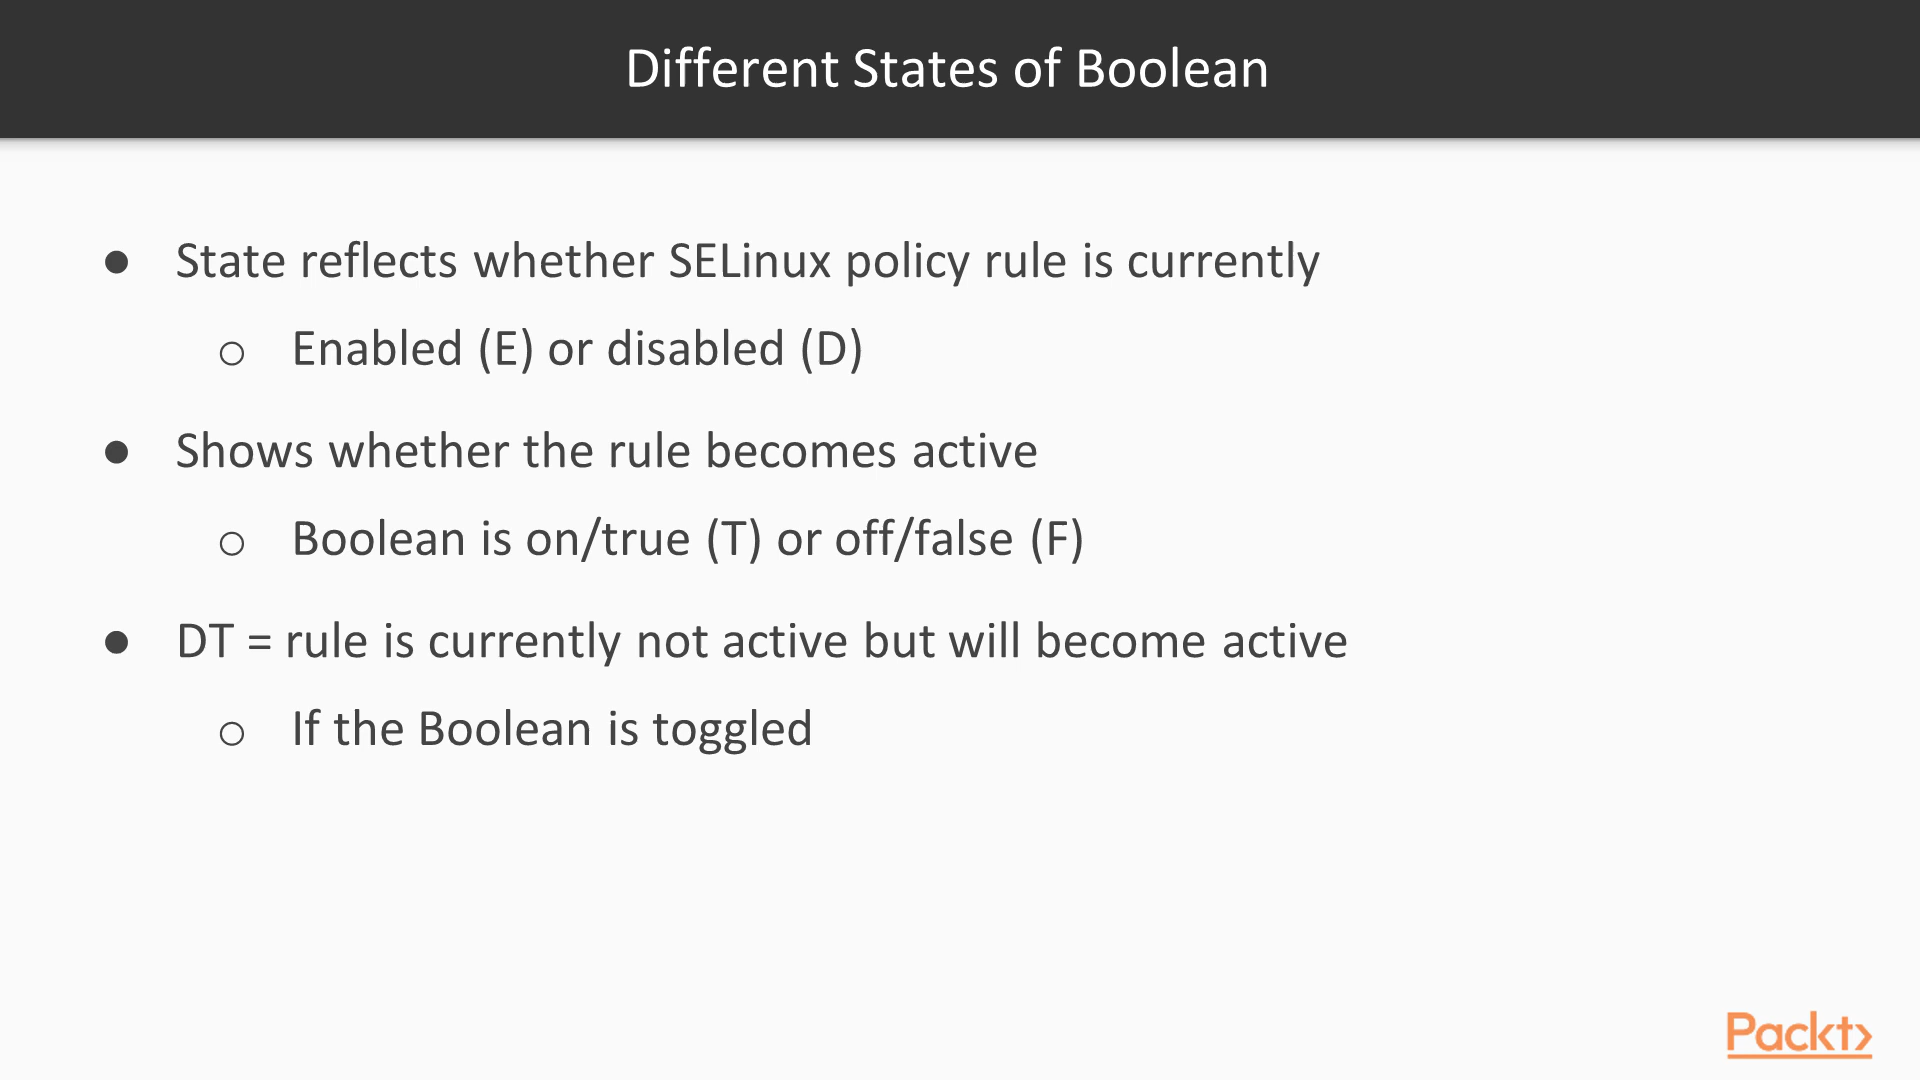 Different States of Boolean
● State reflects whether SELinux policy rule is currently
○ Enabled (E) or disabled (D)
● Shows whether the rule becomes active
○ Boolean is on/true (T) or off/false (F)
● DT = rule is currently not active but will become active
○ If the Boolean is toggled
Packt>